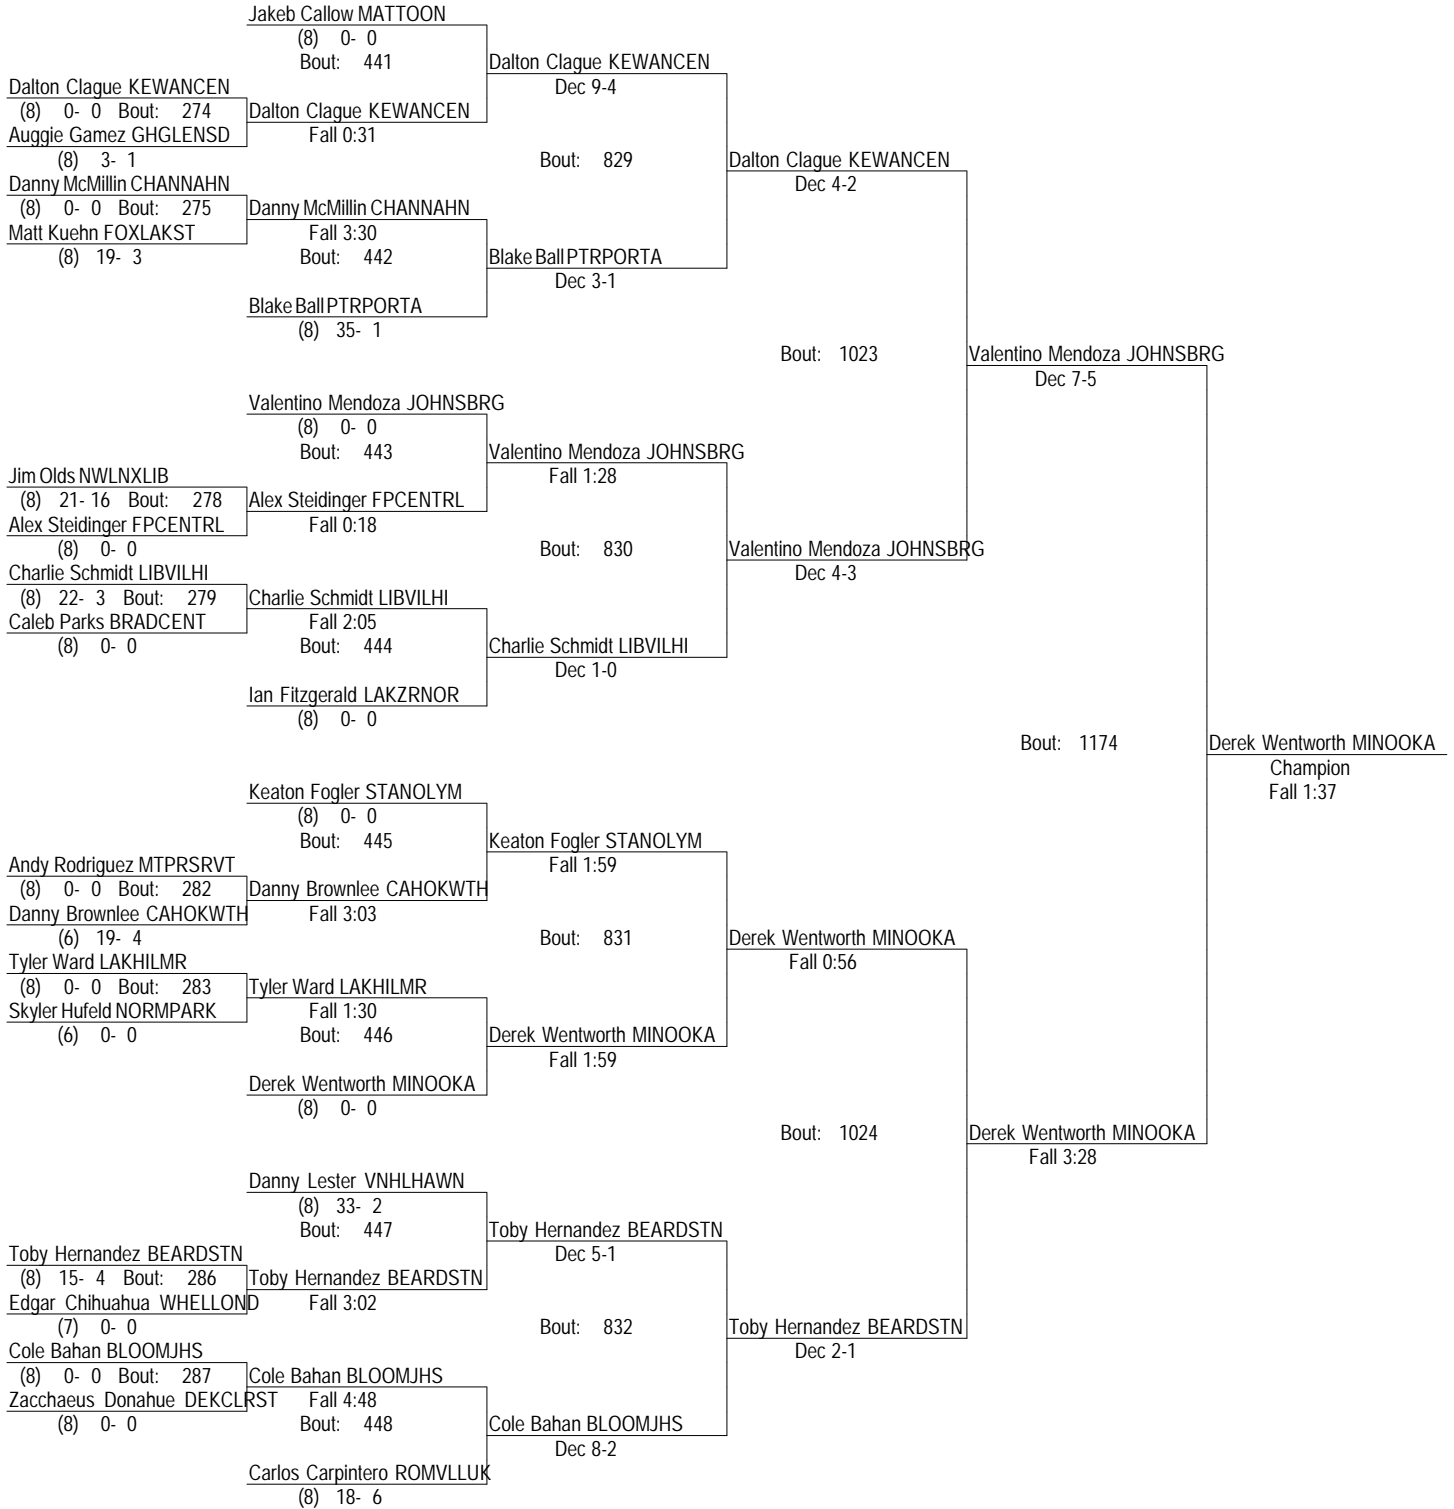 Jakeb Callow MATTOON
(8) 0- 0
Bout: 441
Dalton Clague KEWANCEN
Dec 9-4
Dalton Clague KEWANCEN
(8) 0- 0 Bout: 274
Dalton Clague KEWANCEN
Auggie Gamez GHGLENSD
Fall 0:31
(8) 3- 1
Bout: 829
Dalton Clague KEWANCEN
Dec 4-2
Danny McMillin CHANNAHN
(8) 0- 0 Bout: 275
Danny McMillin CHANNAHN
Matt Kuehn FOXLAKST
Fall 3:30
(8) 19- 3
Bout: 442
Blake Ball PTRPORTA
Dec 3-1
Blake Ball PTRPORTA
(8) 35- 1
Bout: 1023
Valentino Mendoza JOHNSBRG
Dec 7-5
Valentino Mendoza JOHNSBRG
(8) 0- 0
Bout: 443
Valentino Mendoza JOHNSBRG
Fall 1:28
Jim Olds NWLNXLIB
(8) 21- 16 Bout: 278
Alex Steidinger FPCENTRL
Alex Steidinger FPCENTRL
Fall 0:18
(8) 0- 0
Bout: 830
Valentino Mendoza JOHNSBRG
Dec 4-3
Charlie Schmidt LIBVILHI
(8) 22- 3 Bout: 279
Charlie Schmidt LIBVILHI
Caleb Parks BRADCENT
Fall 2:05
(8) 0- 0
Bout: 444
Charlie Schmidt LIBVILHI
Dec 1-0
Ian Fitzgerald LAKZRNOR
(8) 0- 0
Bout: 1174
Derek Wentworth MINOOKA
Champion
Fall 1:37
Keaton Fogler STANOLYM
(8) 0- 0
Bout: 445
Keaton Fogler STANOLYM
Fall 1:59
Andy Rodriguez MTPRSRVT
(8) 0- 0 Bout: 282
Danny Brownlee CAHOKWTH
Danny Brownlee CAHOKWTH
Fall 3:03
(6) 19- 4
Bout: 831
Derek Wentworth MINOOKA
Fall 0:56
Tyler Ward LAKHILMR
(8) 0- 0 Bout: 283
Tyler Ward LAKHILMR
Skyler Hufeld NORMPARK
Fall 1:30
(6) 0- 0
Bout: 446
Derek Wentworth MINOOKA
Fall 1:59
Derek Wentworth MINOOKA
(8) 0- 0
Bout: 1024
Derek Wentworth MINOOKA
Fall 3:28
Danny Lester VNHLHAWN
(8) 33- 2
Bout: 447
Toby Hernandez BEARDSTN
Dec 5-1
Toby Hernandez BEARDSTN
(8) 15- 4 Bout: 286
Toby Hernandez BEARDSTN
Edgar Chihuahua WHELLOND
Fall 3:02
(7) 0- 0
Bout: 832
Toby Hernandez BEARDSTN
Dec 2-1
Cole Bahan BLOOMJHS
(8) 0- 0 Bout: 287
Cole Bahan BLOOMJHS
Zacchaeus Donahue DEKCLRST
Fall 4:48
(8) 0- 0
Bout: 448
Cole Bahan BLOOMJHS
Dec 8-2
Carlos Carpintero ROMVLLUK
(8) 18- 6